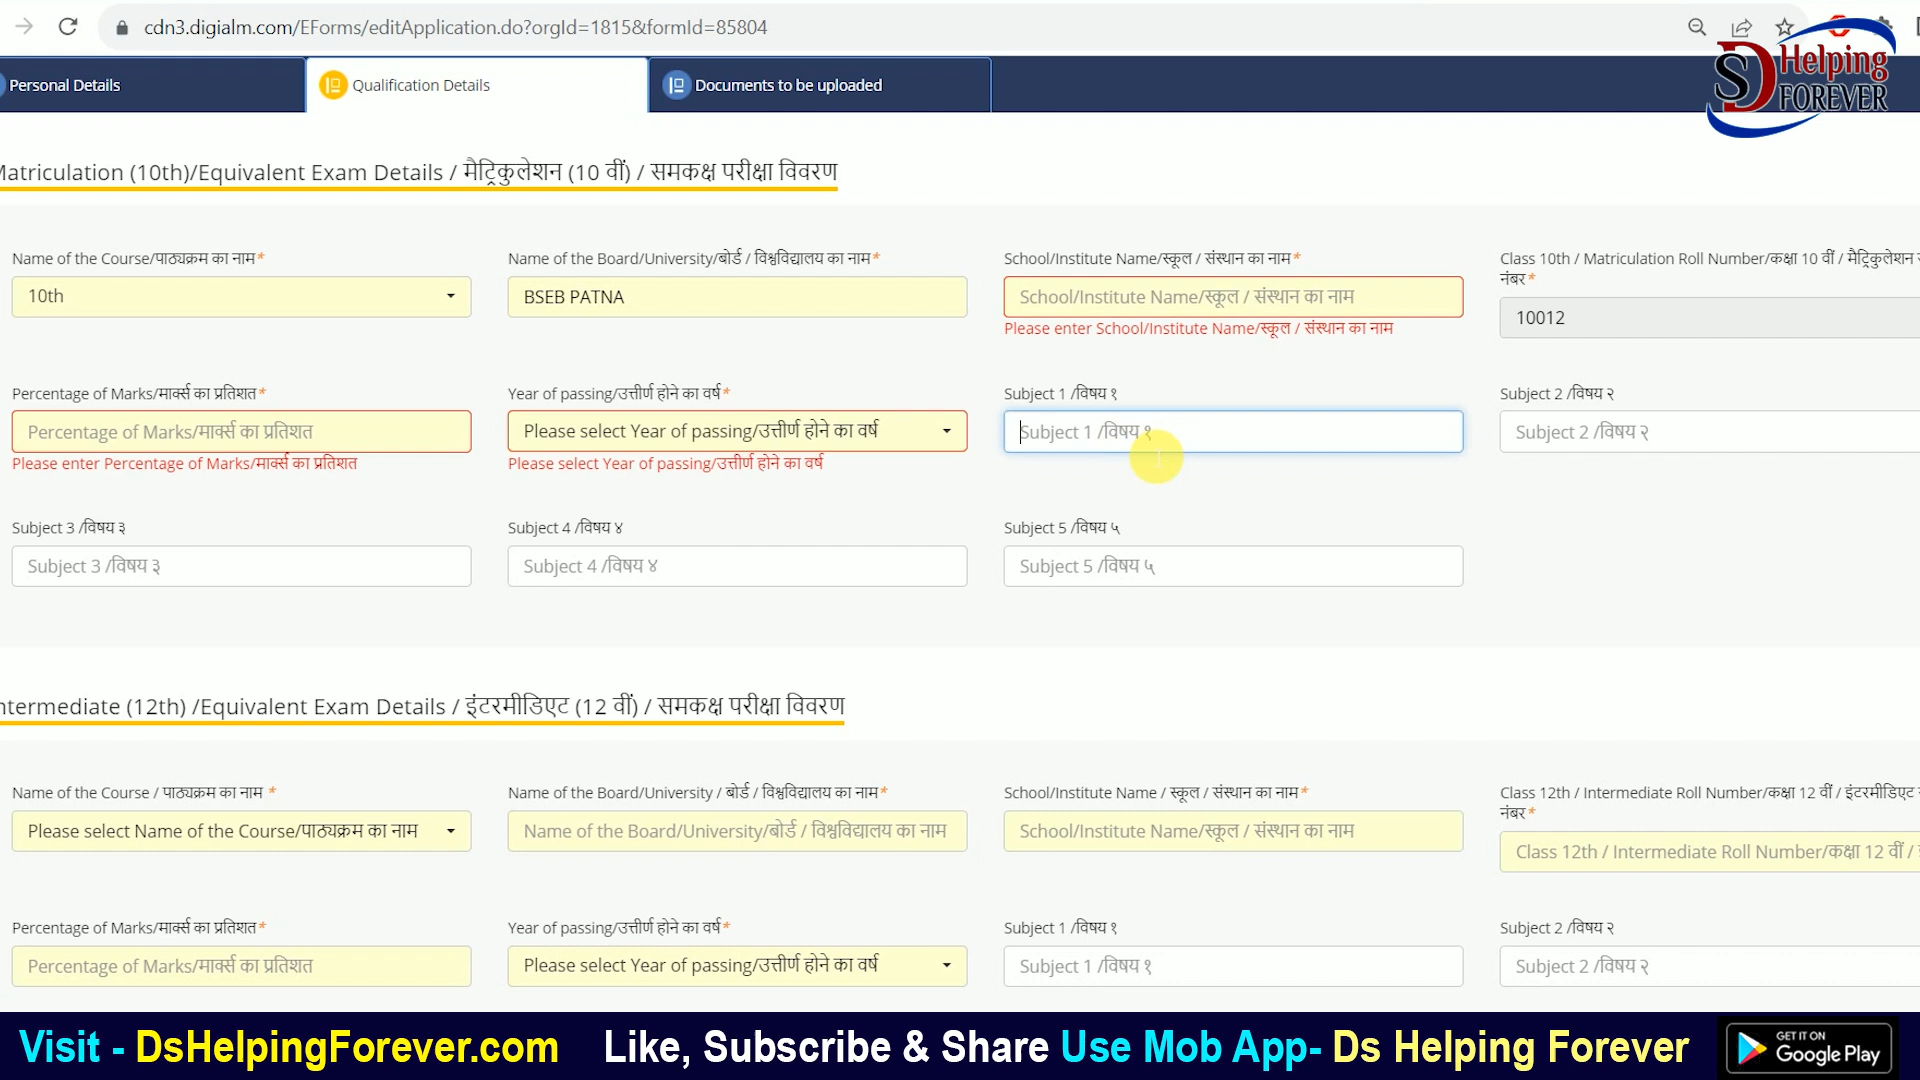 cdn3.digialm.com/EForms/editApplication.do?orgId=1815&formId=85804
SD Helping FOREVER
Personal Details
Qualification Details
Documents to be uploaded
Matriculation (10th)/Equivalent Exam Details / मैट्रिकुलेशन (10 वीं) / समकक्ष परीक्षा विवरण
Name of the Course/पाठ्यक्रम का नाम*
Name of the Board/University/बोर्ड / विश्वविद्यालय का नाम*
School/Institute Name/स्कूल / संस्थान का नाम*
Class 10th / Matriculation Roll Number/कक्षा 10 वीं / मैट्रिकुलेशन
नंबर*
10th
BSEB PATNA
School/Institute Name/स्कूल / संस्थान का नाम
10012
Please enter School/Institute Name/स्कूल / संस्थान का नाम
Percentage of Marks/मार्क्स का प्रतिशत*
Year of passing/उत्तीर्ण होने का वर्ष*
Subject 1 /विषय १
Subject 2 /विषय २
Percentage of Marks/मार्क्स का प्रतिशत
Please select Year of passing/उत्तीर्ण होने का वर्ष
Subject 1 /विषय १
Subject 2 /विषय २
Please enter Percentage of Marks/मार्क्स का प्रतिशत
Please select Year of passing/उत्तीर्ण होने का वर्ष
Subject 3 /विषय ३
Subject 4 /विषय ४
Subject 5 /विषय ५
Subject 3 /विषय ३
Subject 4 /विषय ४
Subject 5 /विषय ५
ntermediate (12th) /Equivalent Exam Details / इंटरमीडिएट (12 वीं) / समकक्ष परीक्षा विवरण
Name of the Course / पाठ्यक्रम का नाम *
Name of the Board/University / बोर्ड / विश्वविद्यालय का नाम*
School/Institute Name / स्कूल / संस्थान का नाम*
Class 12th / Intermediate Roll Number/कक्षा 12 वीं / इंटरमीडिएट
नंबर*
Please select Name of the Course/पाठ्यक्रम का नाम
Name of the Board/University/बोर्ड / विश्वविद्यालय का नाम
School/Institute Name/स्कूल / संस्थान का नाम
Class 12th / Intermediate Roll Number/कक्षा 12 वीं /
Percentage of Marks/मार्क्स का प्रतिशत*
Year of passing/उत्तीर्ण होने का वर्ष*
Subject 1 /विषय १
Subject 2 /विषय २
Percentage of Marks/मार्क्स का प्रतिशत
Please select Year of passing/उत्तीर्ण होने का वर्ष
Subject 1 /विषय १
Subject 2 /विषय २
Visit - DsHelpingForever.com Like, Subscribe & Share Use Mob App- Ds Helping Forever
GET IT ON
Google Play